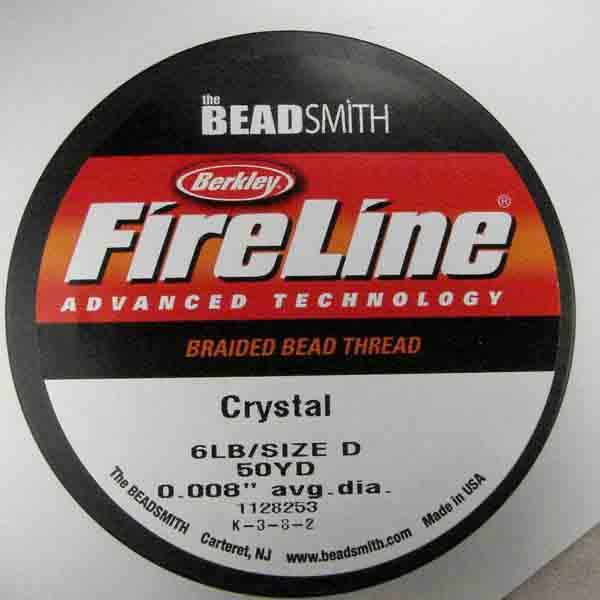 the
BEADSMITH
Berkley
FireLine®
ADVANCED TECHNOLOGY
BRAIDED BEAD THREAD
Crystal
6LB/SIZE D
50YD
0.008" avg.dia.
1128253
K-3-8-2
The BEADSMITH Carteret, NJ www.beadsmith.com Made in USA